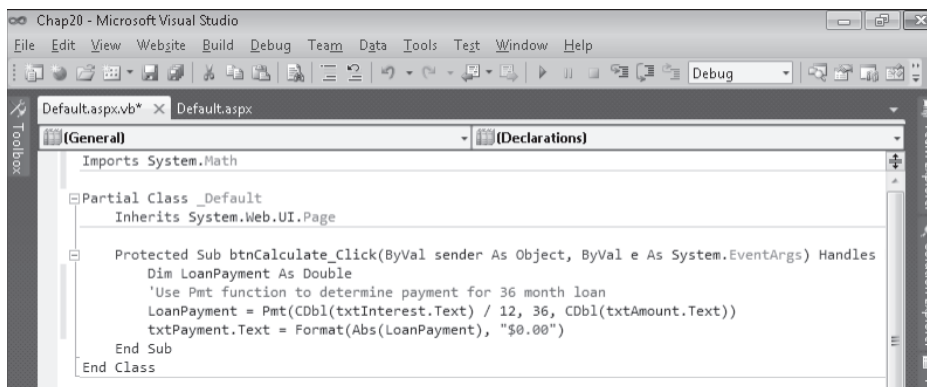 Chap20 - Microsoft Visual Studio
File Edit View Website Build Debug Team Data Tools Test Window Help
Debug
Toolbox
Default.aspx.vb* Default.aspx
(General) (Declarations)
Imports System.Math
Partial Class _Default
Inherits System.Web.UI.Page
Protected Sub btnCalculate_Click(ByVal sender As Object, ByVal e As System.EventArgs) Handles
Dim LoanPayment As Double
'Use Pmt function to determine payment for 36 month loan
LoanPayment = Pmt(CDbl(txtInterest.Text) / 12, 36, CDbl(txtAmount.Text))
txtPayment.Text = Format(Abs(LoanPayment), "$0.00")
End Sub
End Class